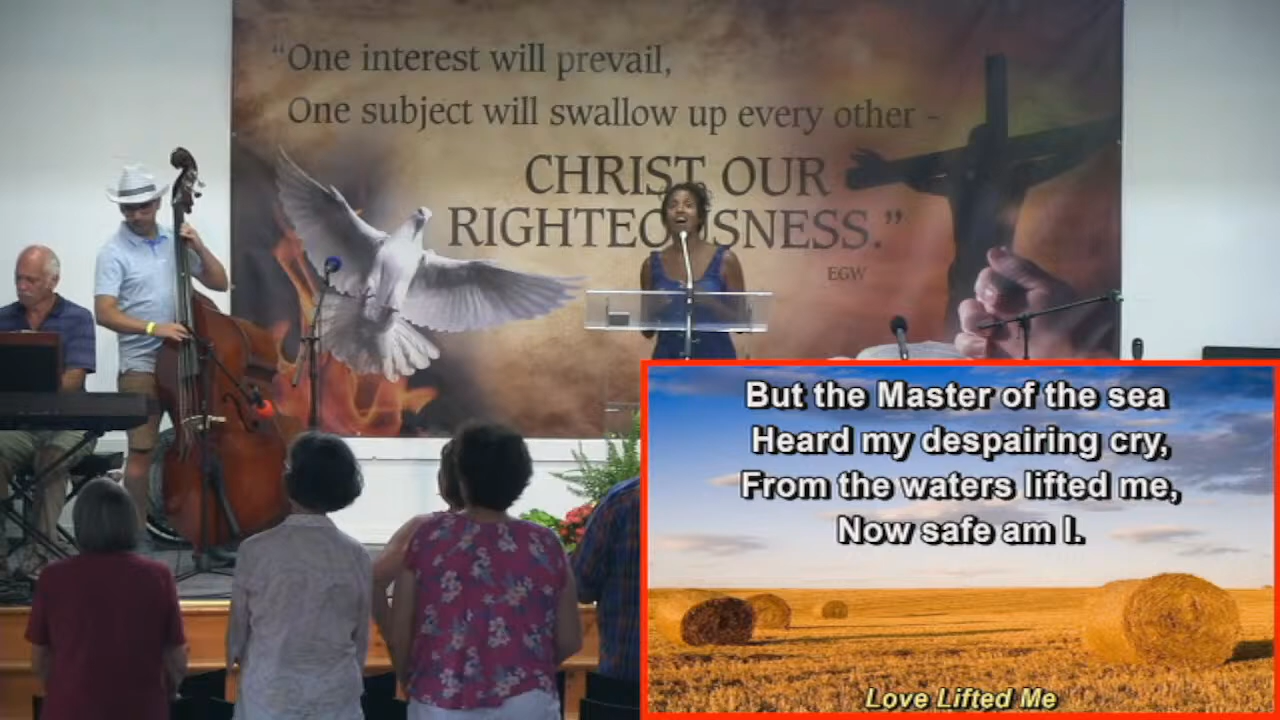 "One interest will prevail,
One subject will swallow up every other -
CHRIST OUR
RIGHTEOUSNESS."
EGW
But the Master of the sea
Heard my despairing cry,
From the waters lifted me,
Now safe am I.
Love Lifted Me